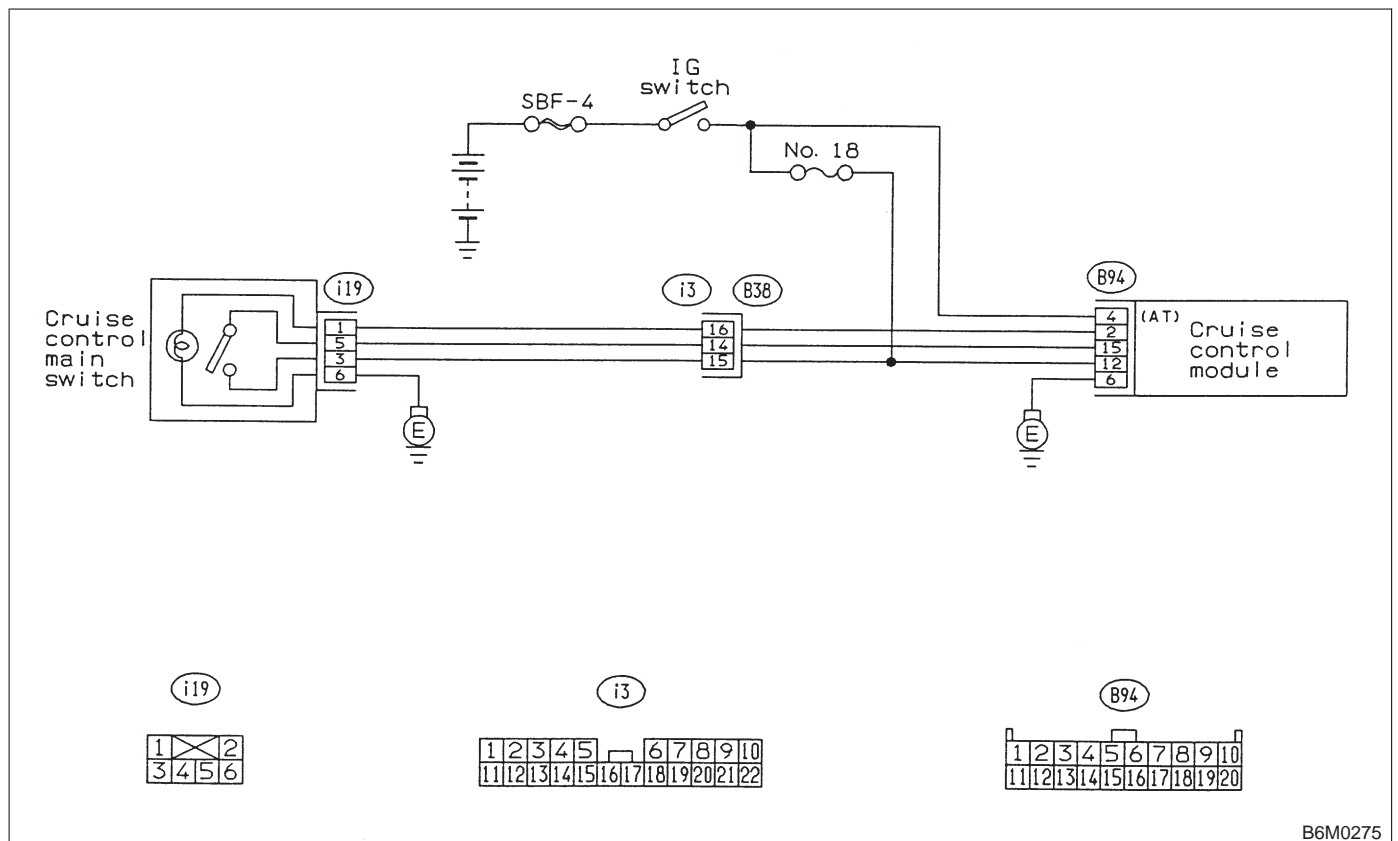 IG
switch
SBF-4
No. 18
i19
i3
B38
B94
Cruise
control
main
switch
1
5
3
6
16
14
15
4
2
15
12
6
(AT)
Cruise
control
module
E
E
i19
i3
B94
1 2
3 4 5 6
1 2 3 4 5 6 7 8 9 10
11 12 13 14 15 16 17 18 19 20 21 22
1 2 3 4 5 6 7 8 9 10
11 12 13 14 15 16 17 18 19 20
B6M0275